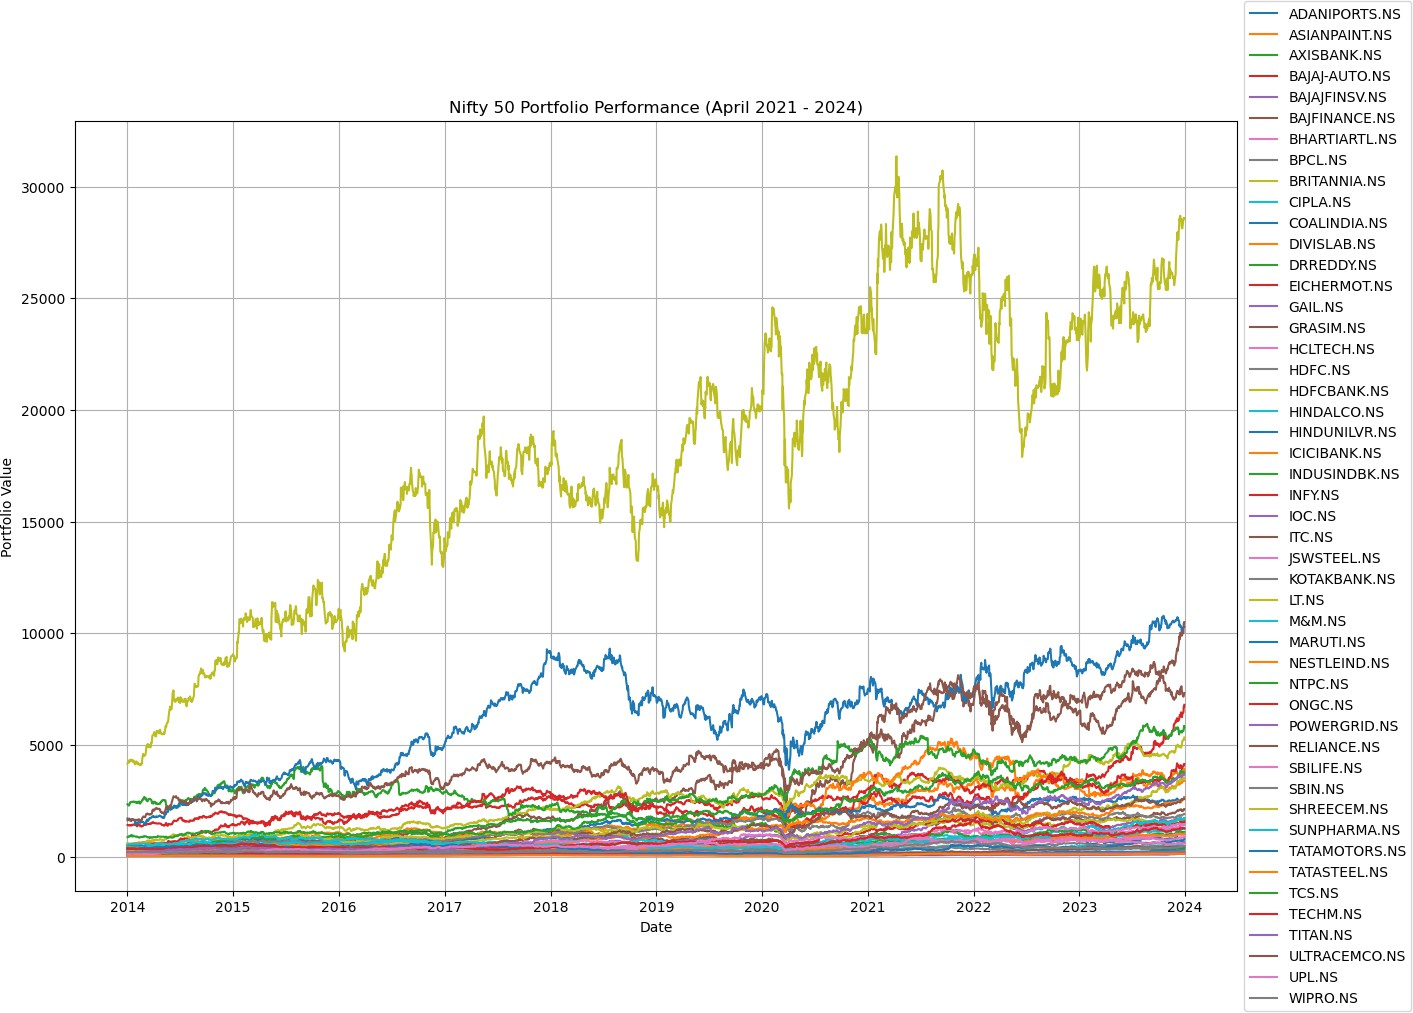 Nifty 50 Portfolio Performance (April 2021 - 2024)
Portfolio Value
30000
25000
20000
15000
10000
5000
0
2014 2015 2016 2017 2018 2019 2020 2021 2022 2023 2024
Date
ADANIPORTS.NS
ASIANPAINT.NS
AXISBANK.NS
BAJAJ-AUTO.NS
BAJAJFINSV.NS
BAJFINANCE.NS
BHARTIARTL.NS
BPCL.NS
BRITANNIA.NS
CIPLA.NS
COALINDIA.NS
DIVISLAB.NS
DRREDDY.NS
EICHERMOT.NS
GAIL.NS
GRASIM.NS
HCLTECH.NS
HDFC.NS
HDFCBANK.NS
HINDALCO.NS
HINDUNILVR.NS
ICICIBANK.NS
INDUSINDBK.NS
INFY.NS
IOC.NS
ITC.NS
JSWSTEEL.NS
KOTAKBANK.NS
LT.NS
M&M.NS
MARUTI.NS
NESTLEIND.NS
NTPC.NS
ONGC.NS
POWERGRID.NS
RELIANCE.NS
SBILIFE.NS
SBIN.NS
SHREECEM.NS
SUNPHARMA.NS
TATAMOTORS.NS
TATASTEEL.NS
TCS.NS
TECHM.NS
TITAN.NS
ULTRACEMCO.NS
UPL.NS
WIPRO.NS